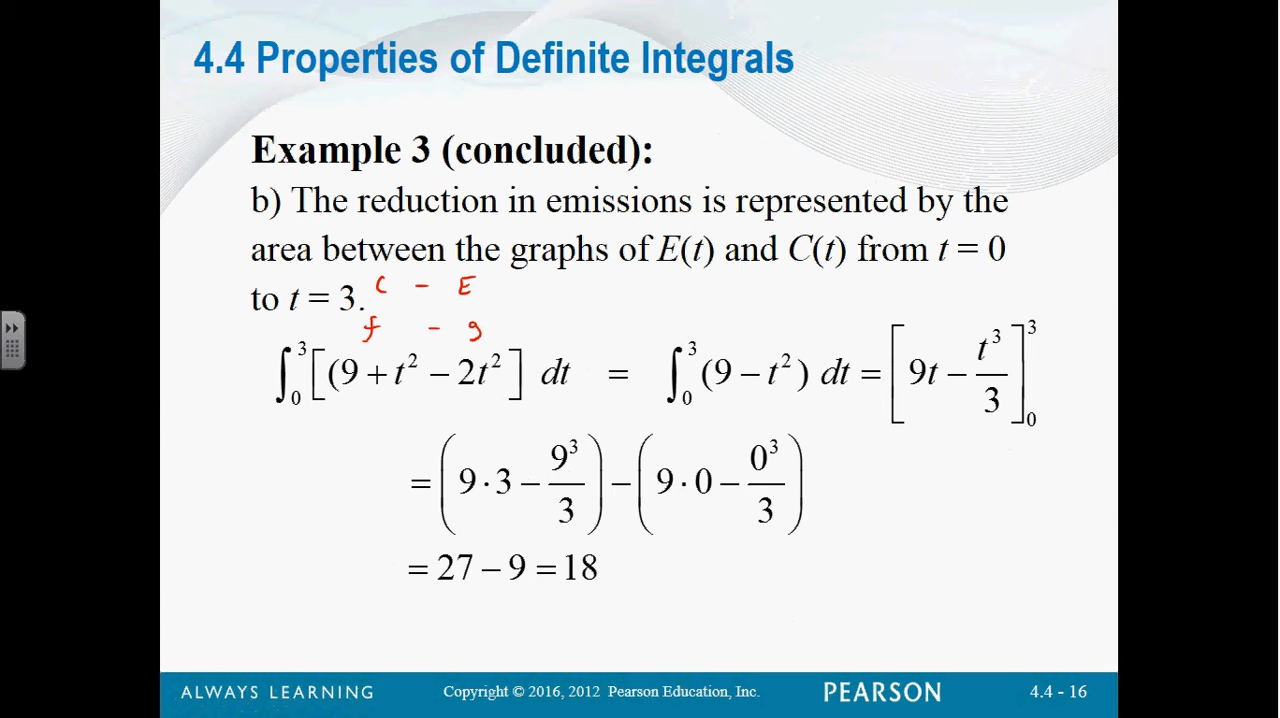 4.4 Properties of Definite Integrals
Example 3 (concluded):
b) The reduction in emissions is represented by the
area between the graphs of E(t) and C(t) from t = 0
to t = 3. C - E
f - g
∫₀³ [(9 + t² − 2t²] dt = ∫₀³ (9 − t²) dt = [9t − t³/3]₀³
= (9·3 − 9³/3) − (9·0 − 0³/3)
= 27 − 9 = 18
ALWAYS LEARNING Copyright © 2016, 2012 Pearson Education, Inc. PEARSON 4.4 - 16